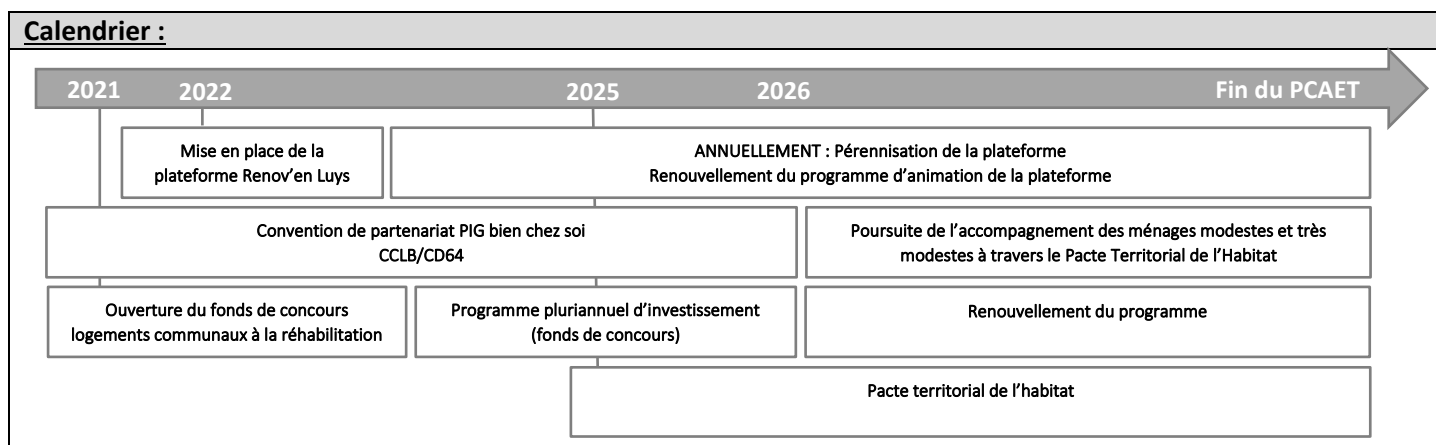 Calendrier :
2021 2022 2025 2026 Fin du PCAET
Mise en place de la
plateforme Renov’en Luys
ANNUELLEMENT : Pérennisation de la plateforme
Renouvellement du programme d’animation de la plateforme
Convention de partenariat PIG bien chez soi
CCLB/CD64
Poursuite de l’accompagnement des ménages modestes et très
modestes à travers le Pacte Territorial de l’Habitat
Ouverture du fonds de concours
logements communaux à la réhabilitation
Programme pluriannuel d’investissement
(fonds de concours)
Renouvellement du programme
Pacte territorial de l’habitat